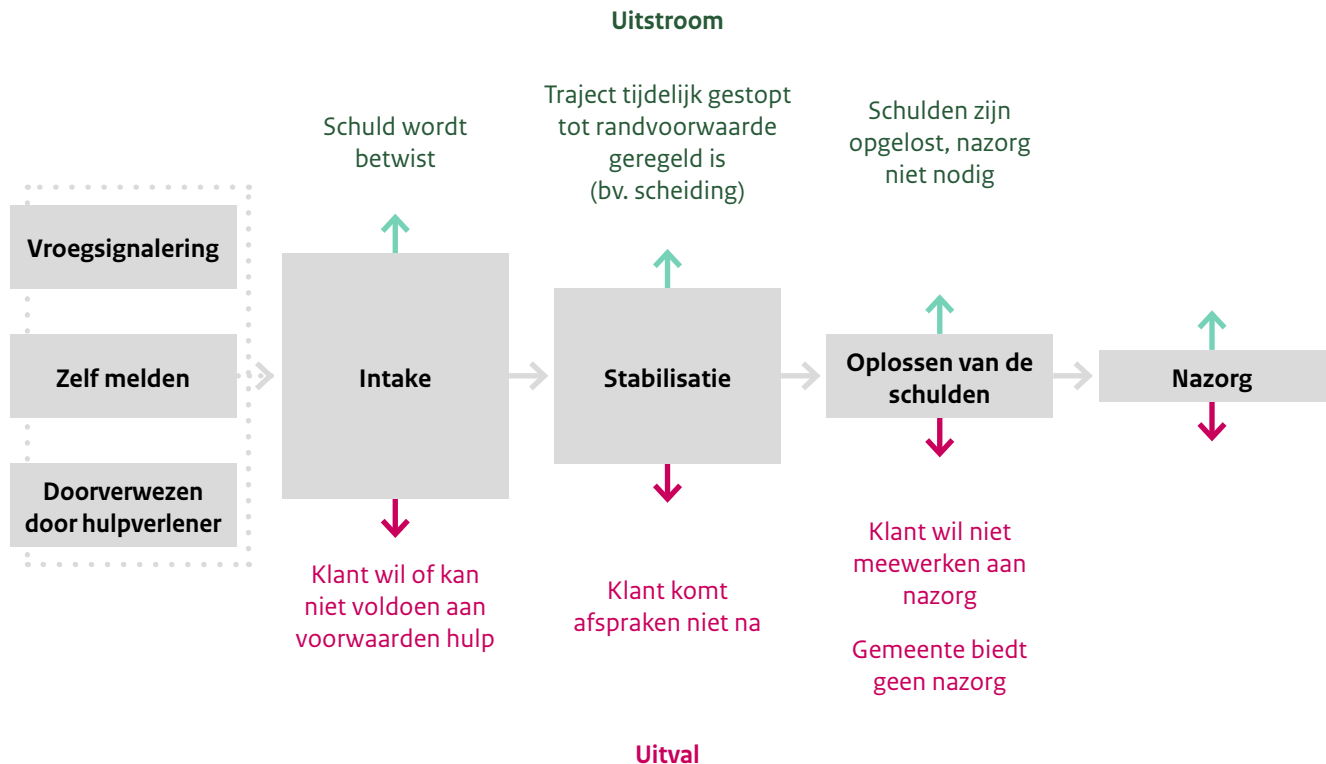 Uitstroom
Schuld wordt
betwist
Traject tijdelijk gestopt
tot randvoorwaarde
geregeld is
(bv. scheiding)
Schulden zijn
opgelost, nazorg
niet nodig
Vroegsignalering
Zelf melden
Doorverwezen
door hulpverlener
Intake
Stabilisatie
Oplossen van de
schulden
Nazorg
Klant wil of kan
niet voldoen aan
voorwaarden hulp
Klant komt
afspraken niet na
Klant wil niet
meewerken aan
nazorg
Gemeente biedt
geen nazorg
Uitval